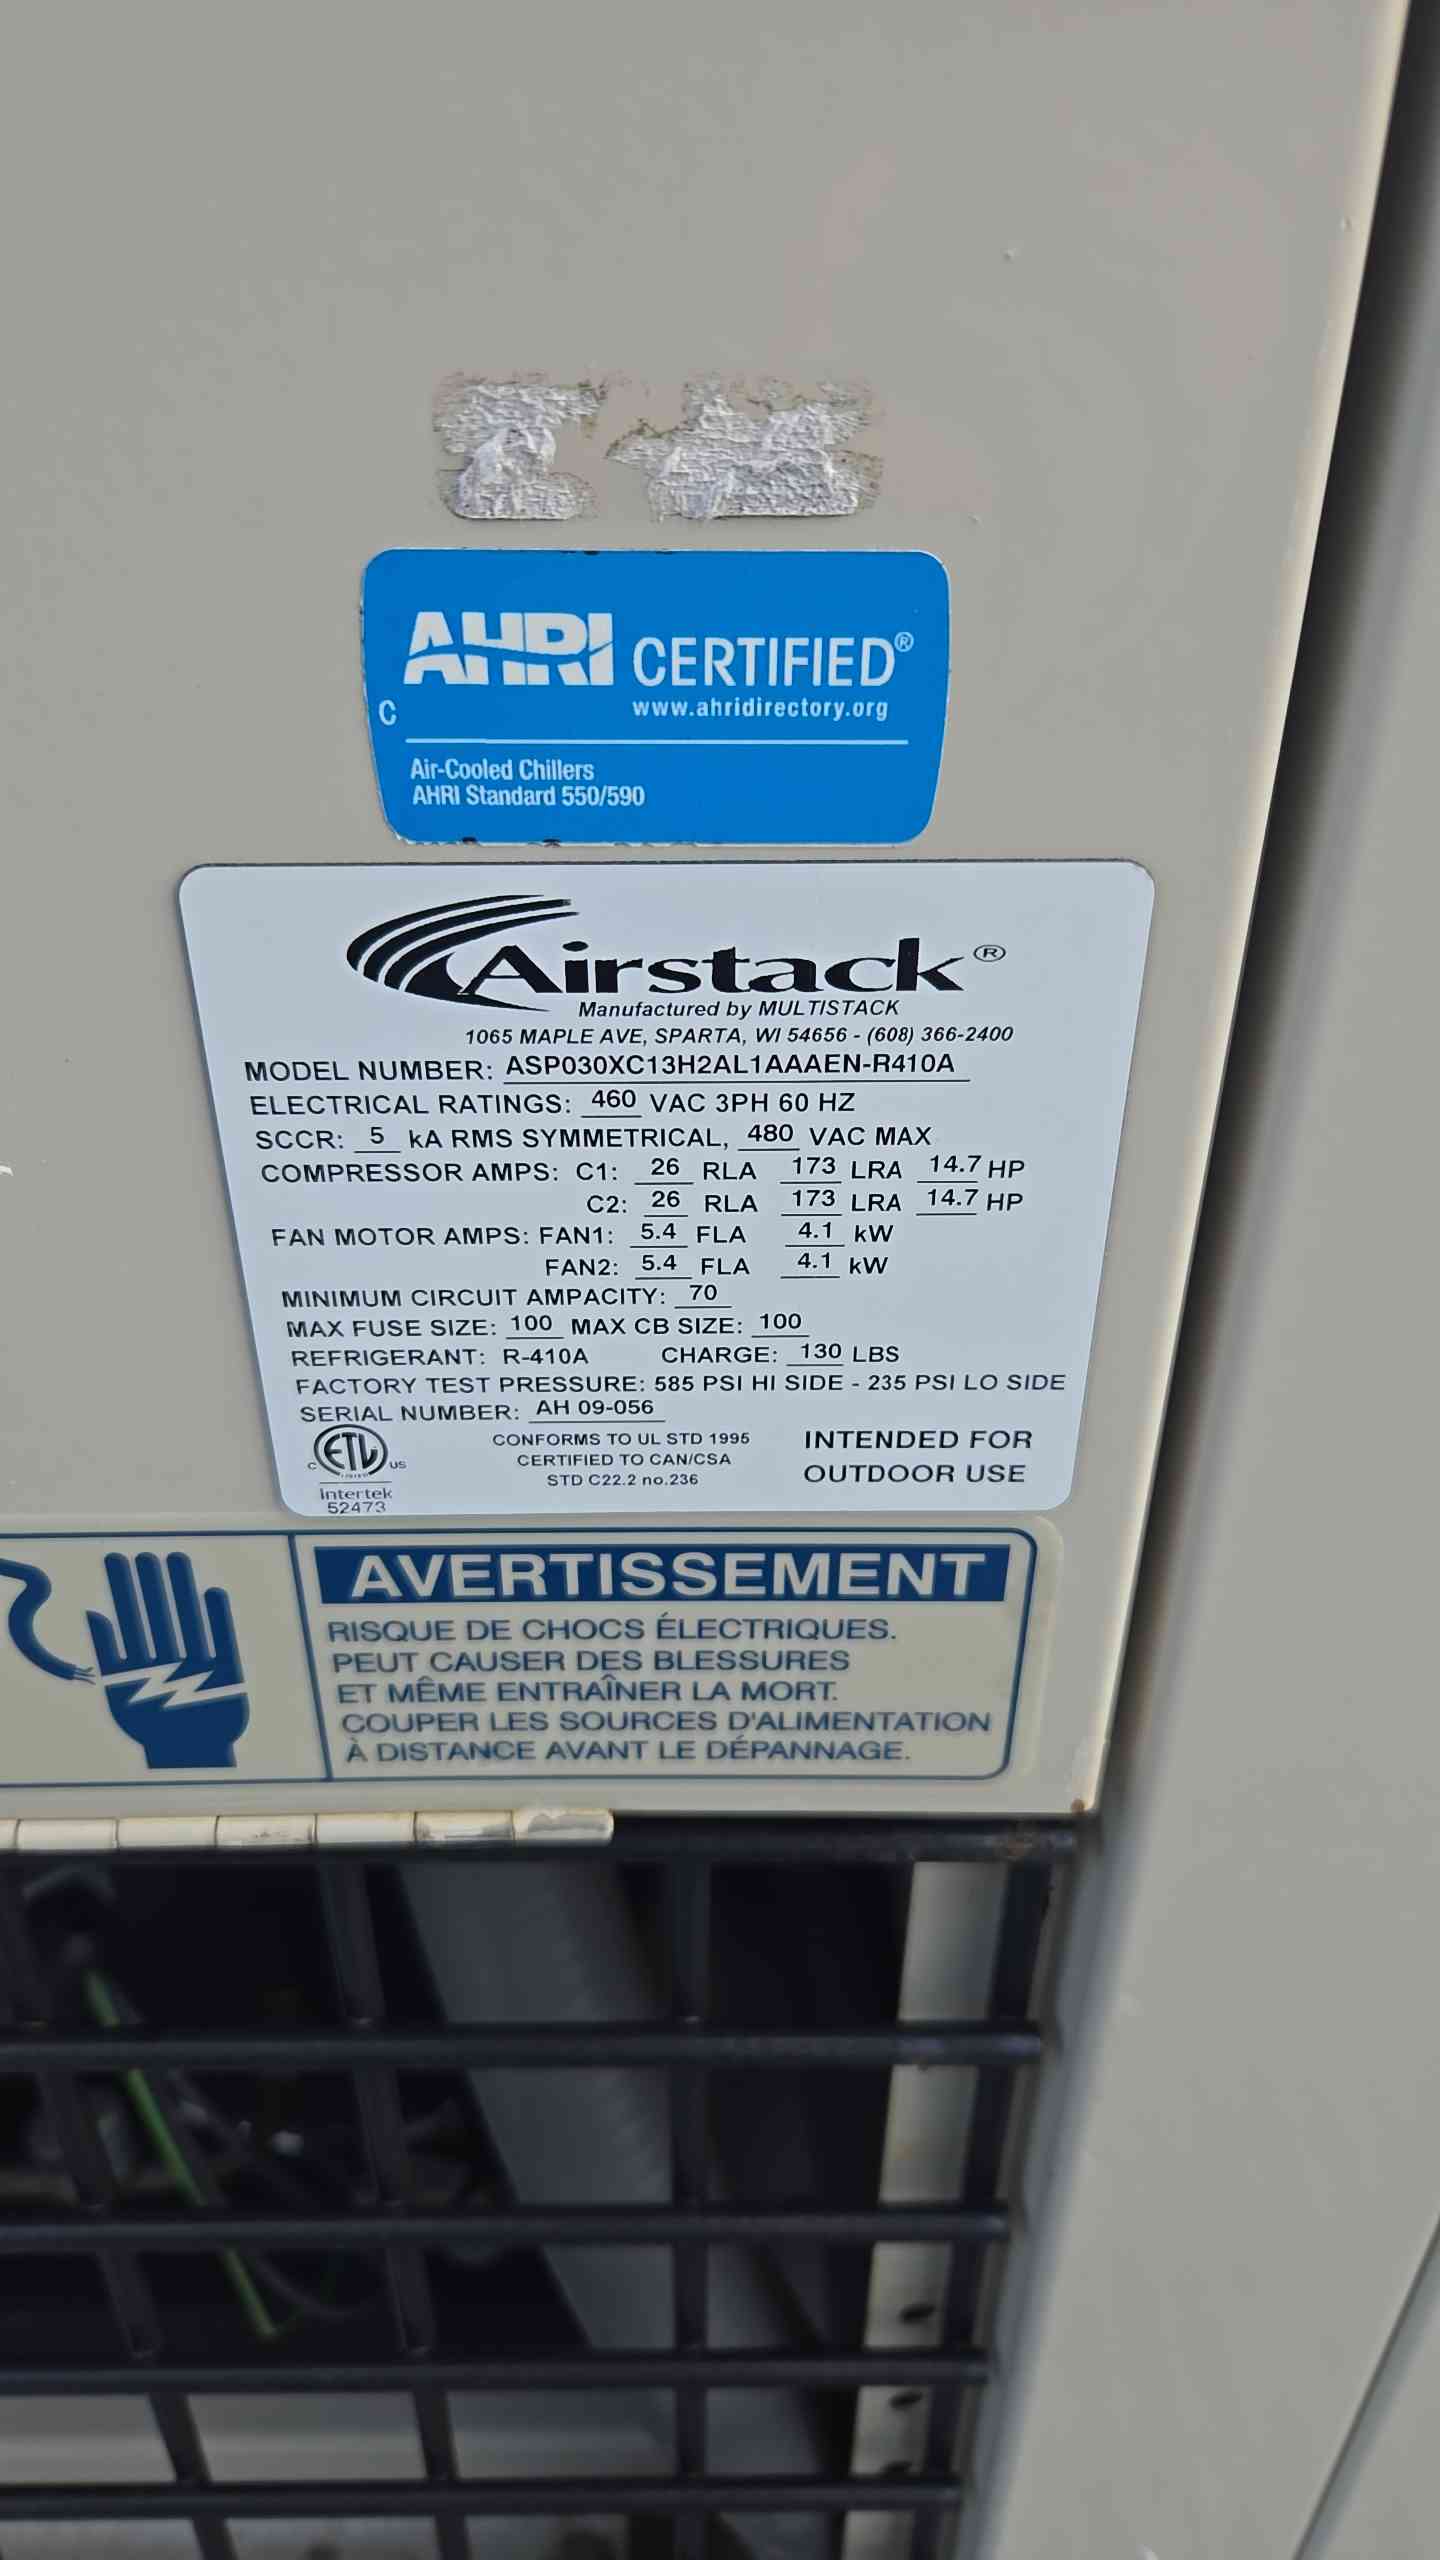 AHRI CERTIFIED®
www.ahridirectory.org
C
Air-Cooled Chillers
AHRI Standard 550/590
Airstack®
Manufactured by MULTISTACK
1065 MAPLE AVE, SPARTA, WI 54656 - (608) 366-2400
MODEL NUMBER: ASP030XC13H2AL1AAAEN-R410A
ELECTRICAL RATINGS: 460 VAC 3PH 60 HZ
SCCR: 5 kA RMS SYMMETRICAL, 480 VAC MAX
COMPRESSOR AMPS: C1: 26 RLA 173 LRA 14.7 HP
C2: 26 RLA 173 LRA 14.7 HP
FAN MOTOR AMPS: FAN1: 5.4 FLA 4.1 kW
FAN2: 5.4 FLA 4.1 kW
MINIMUM CIRCUIT AMPACITY: 70
MAX FUSE SIZE: 100 MAX CB SIZE: 100
REFRIGERANT: R-410A CHARGE: 130 LBS
FACTORY TEST PRESSURE: 585 PSI HI SIDE - 235 PSI LO SIDE
SERIAL NUMBER: AH 09-056
C ETL US
LISTED
Intertek
52473
CONFORMS TO UL STD 1995
CERTIFIED TO CAN/CSA
STD C22.2 no.236
INTENDED FOR
OUTDOOR USE
AVERTISSEMENT
RISQUE DE CHOCS ÉLECTRIQUES.
PEUT CAUSER DES BLESSURES
ET MÊME ENTRAÎNER LA MORT.
COUPER LES SOURCES D'ALIMENTATION
À DISTANCE AVANT LE DÉPANNAGE.